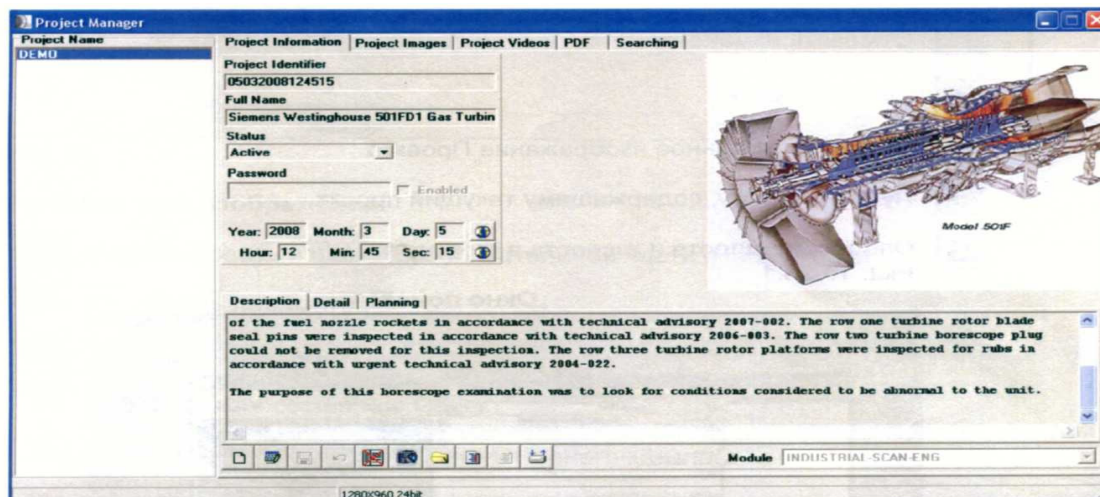 Project Manager
Project Name
DEMO
Project Information Project Images Project Videos PDF Searching
Project Identifier
05032008124515
Full Name
Siemens Westinghouse 501FD1 Gas Turbin
Status
Active
Password
Enabled
Year: 2008 Month: 3 Day: 5
Hour: 12 Min: 45 Sec: 15
Model 501F
Description Detail Planning
of the fuel nozzle rockets in accordance with technical advisory 2007-002. The row one turbine rotor blade
seal pins were inspected in accordance with technical advisory 2006-003. The row two turbine borescope plug
could not be removed for this inspection. The row three turbine rotor platforms were inspected for rubs in
accordance with urgent technical advisory 2004-022.
The purpose of this borescope examination was to look for conditions considered to be abnormal to the unit.
Module INDUSTRIAL-SCAN-ENG
1280X960 24bit